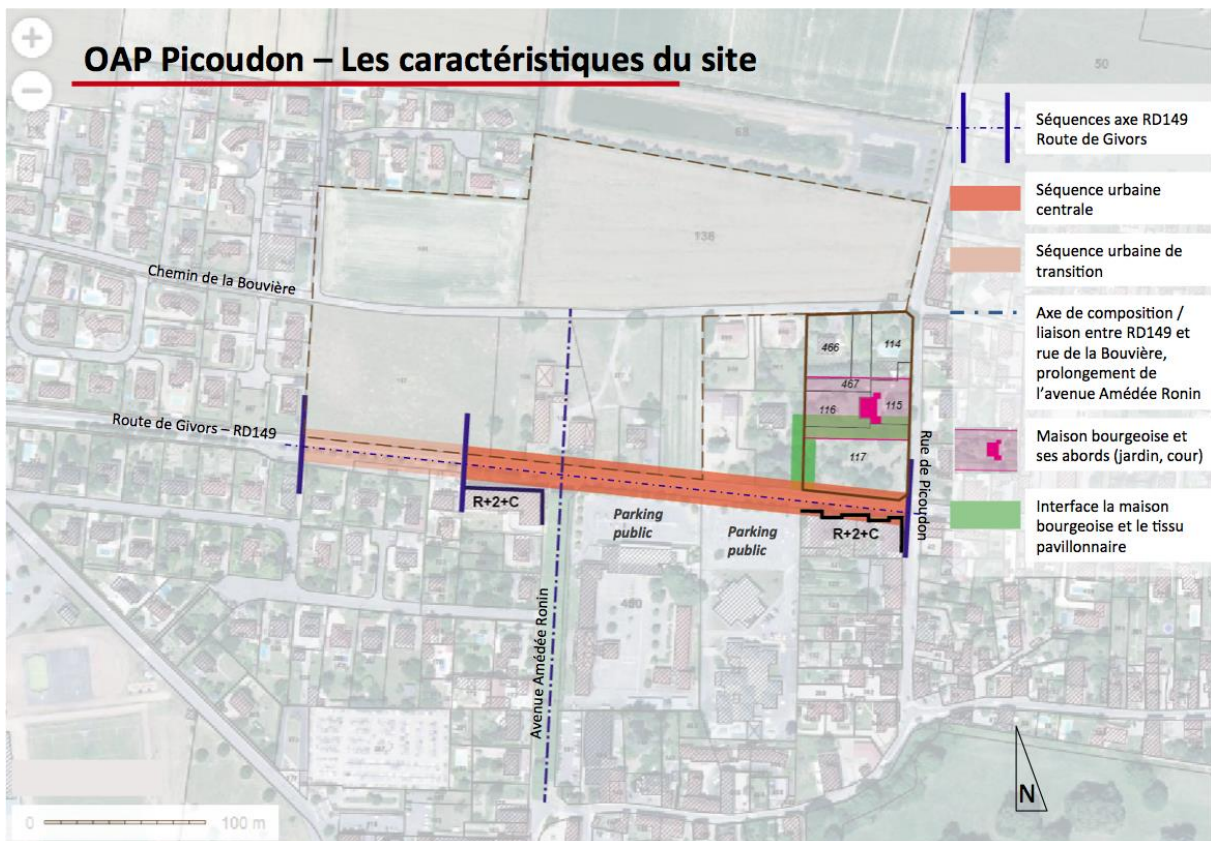 +
−
OAP Picoudon – Les caractéristiques du site
50
68
Séquences axe RD149
Route de Givors
Séquence urbaine
centrale
Séquence urbaine de
transition
Axe de composition /
liaison entre RD149 et
rue de la Bouvière,
prolongement de
l'avenue Amédée Ronin
Maison bourgeoise et
ses abords (jardin, cour)
Interface la maison
bourgeoise et le tissu
pavillonnaire
136
Chemin de la Bouvière
466
114
467
116
115
117
Route de Givors – RD149
Rue de Picoudon
R+2+C
Parking
public
Parking
public
R+2+C
Avenue Amédée Ronin
N
0
100 m